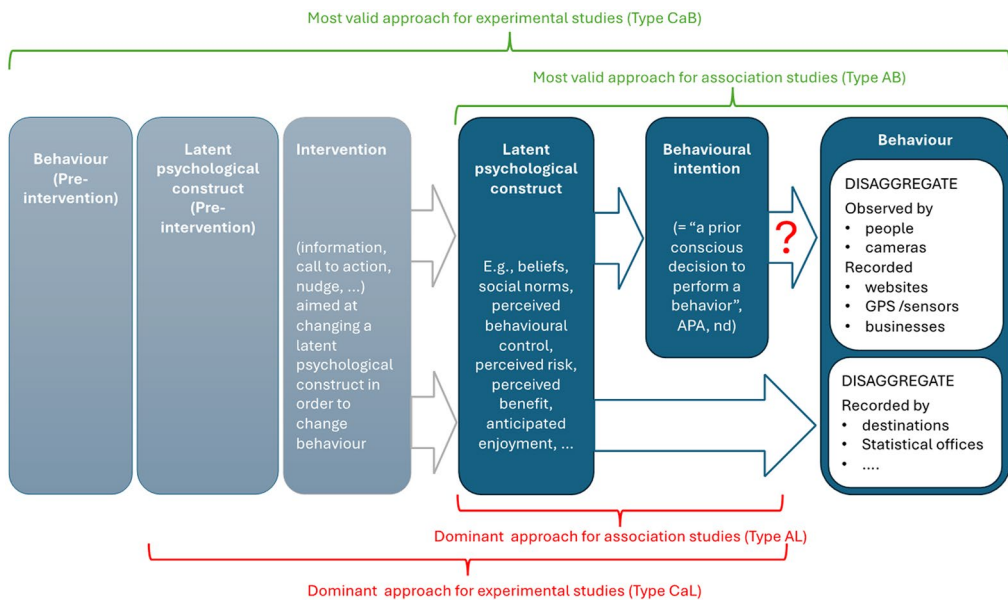 Most valid approach for experimental studies (Type CaB)
Most valid approach for association studies (Type AB)
Behaviour
(Pre-
intervention)
Latent
psychological
construct
(Pre-
intervention)
Intervention
(information,
call to action,
nudge, ...)
aimed at
changing a
latent
psychological
construct in
order to
change
behaviour
Latent
psychological
construct
E.g., beliefs,
social norms,
perceived
behavioural
control,
perceived risk,
perceived
benefit,
anticipated
enjoyment, ...
Behavioural
intention
(= “a prior
conscious
decision to
perform a
behavior”,
APA, nd)
?
Behaviour
DISAGGREGATE
Observed by
• people
• cameras
Recorded
• websites
• GPS /sensors
• businesses
DISAGGREGATE
Recorded by
• destinations
• Statistical offices
• ....
Dominant approach for association studies (Type AL)
Dominant approach for experimental studies (Type CaL)